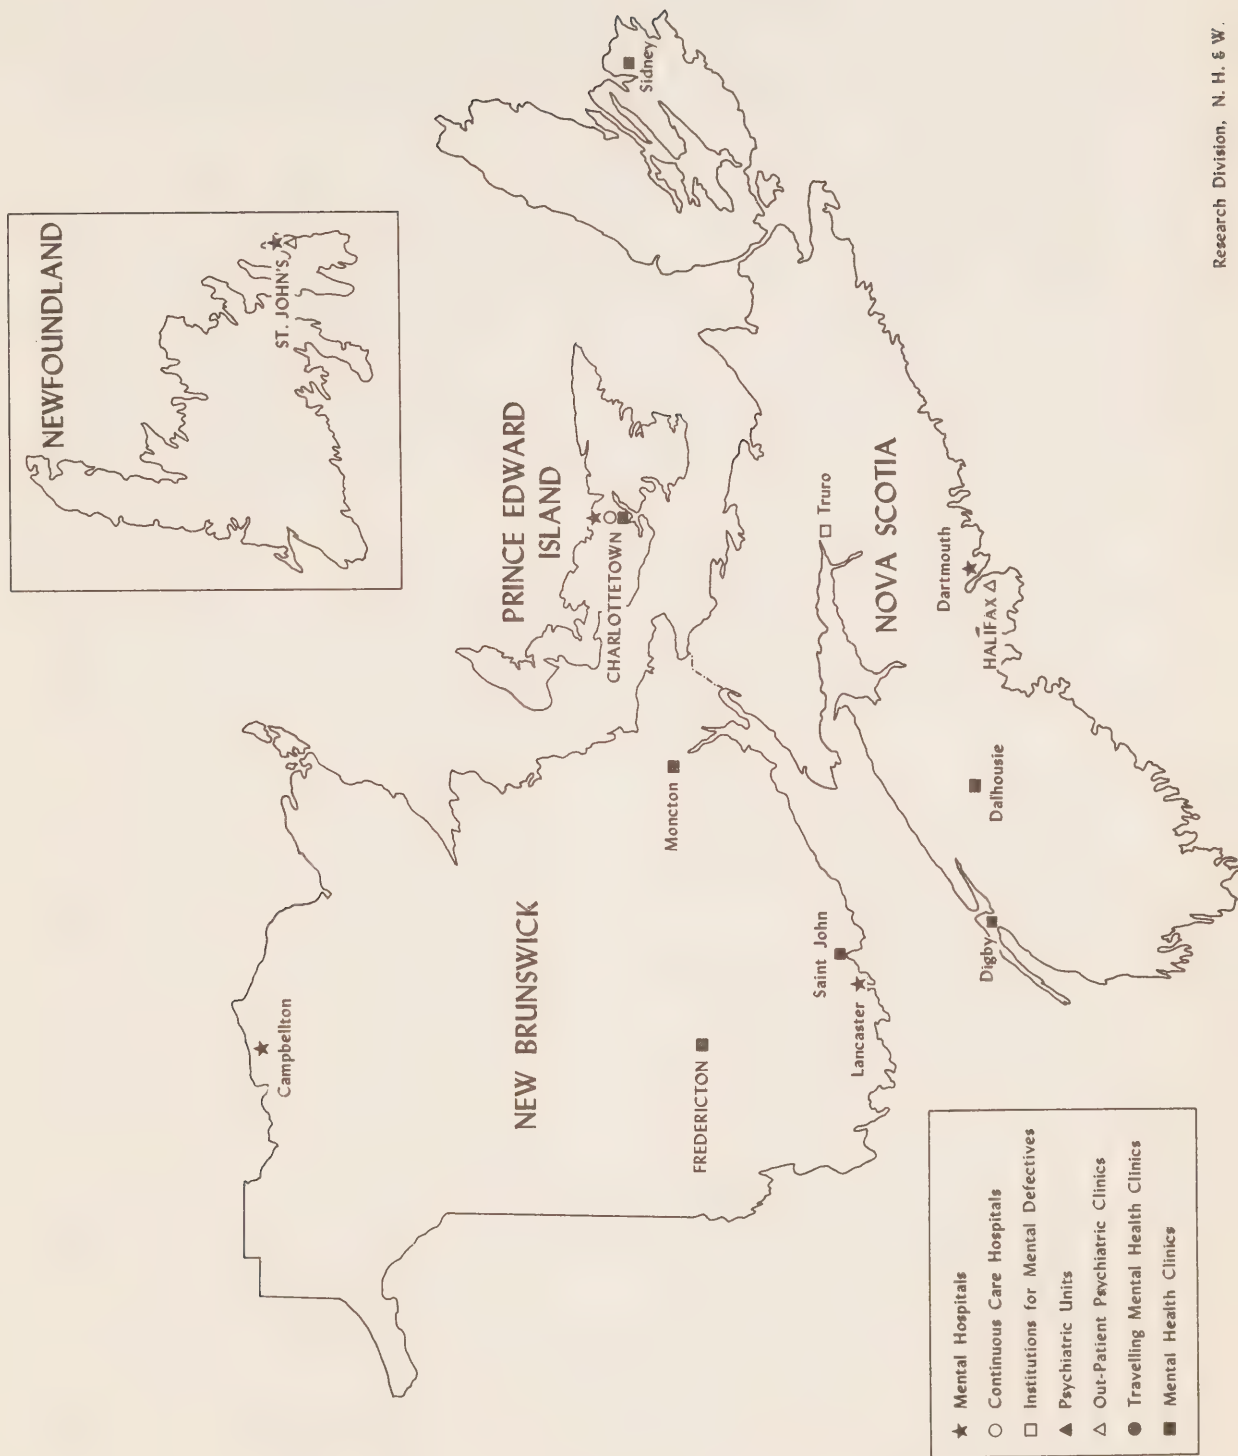 NEWFOUNDLAND
ST. JOHN'S
PRINCE EDWARD
ISLAND
CHARLOTTETOWN
Sidney
NEW BRUNSWICK
Campbellton
Moncton
FREDERICTON
Saint John
Lancaster
NOVA SCOTIA
Truro
Dartmouth
HALIFAX
Dalhousie
Digby
Mental Hospitals
Continuous Care Hospitals
Institutions for Mental Defectives
Psychiatric Units
Out-Patient Psychiatric Clinics
Travelling Mental Health Clinics
Mental Health Clinics
Research Division, N. H. & W.